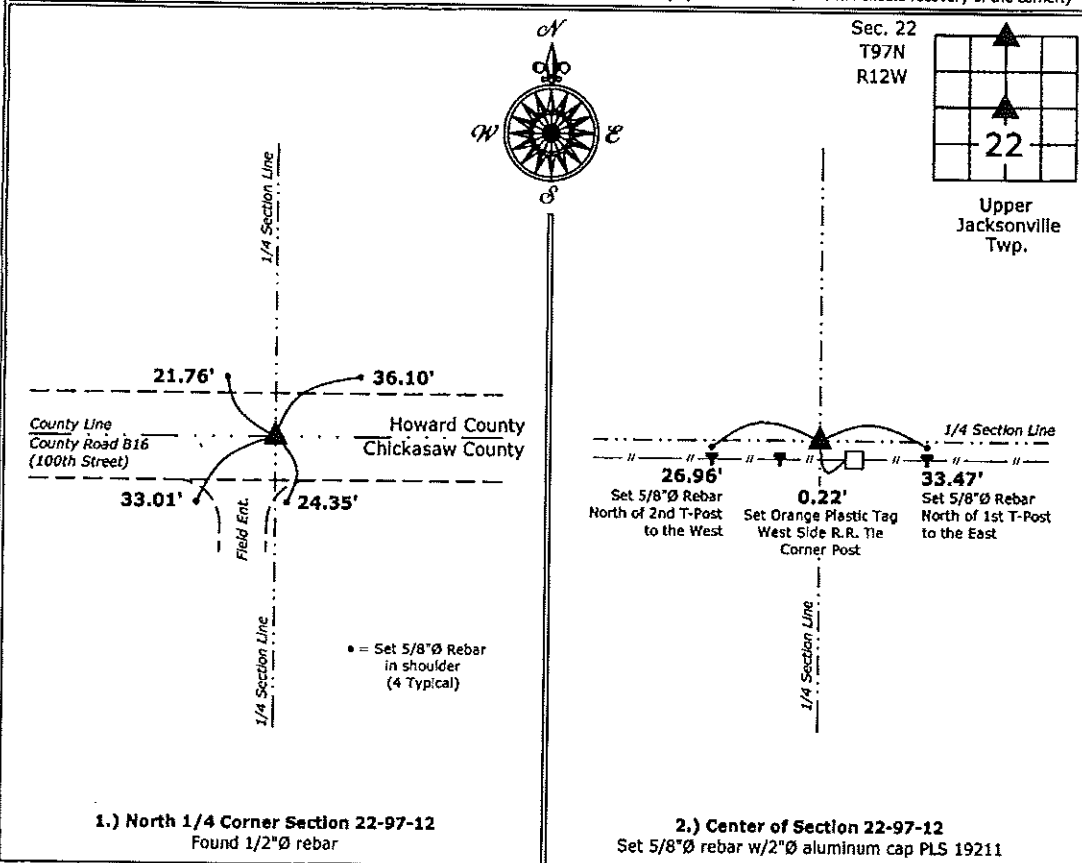 should recovery of the corner(s
N
W
E
S
Sec. 22
T97N
R12W
22
Upper
Jacksonville
Twp.
1/4 Section Line
21.76'
36.10'
County Line
County Road B16
(100th Street)
Howard County
Chickasaw County
33.01'
24.35'
Field Ent.
1/4 Section Line
• = Set 5/8"Ø Rebar
in shoulder
(4 Typical)
1.) North 1/4 Corner Section 22-97-12
Found 1/2"Ø rebar
1/4 Section Line
26.96'
Set 5/8"Ø Rebar
North of 2nd T-Post
to the West
0.22'
Set Orange Plastic Tag
West Side R.R. Tie
Corner Post
33.47'
Set 5/8"Ø Rebar
North of 1st T-Post
to the East
1/4 Section Line
2.) Center of Section 22-97-12
Set 5/8"Ø rebar w/2"Ø aluminum cap PLS 19211